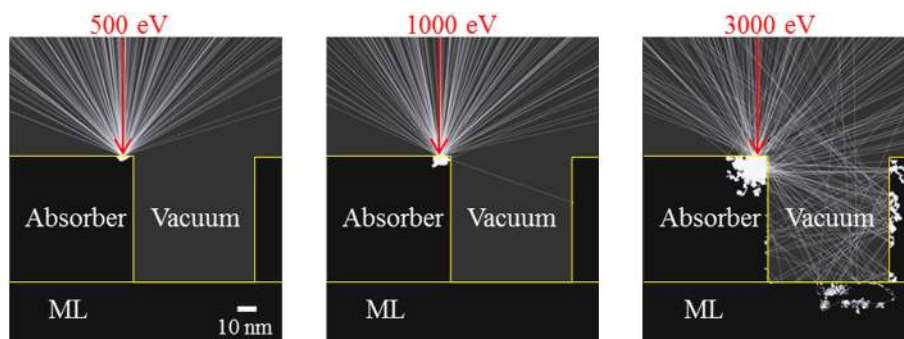 500 eV
Absorber
Vacuum
ML
10 nm
1000 eV
Absorber
Vacuum
ML
3000 eV
Absorber
Vacuum
ML